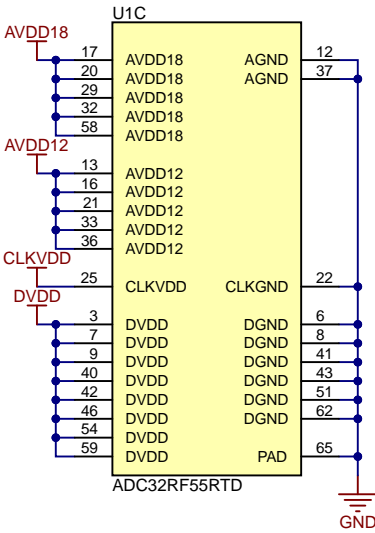 U1C
AVDD18
17 AVDD18 AGND 12
20 AVDD18 AGND 37
29 AVDD18
32 AVDD18
58 AVDD18
AVDD12
13 AVDD12
16 AVDD12
21 AVDD12
33 AVDD12
36 AVDD12
CLKVDD
25 CLKVDD CLKGND 22
DVDD
3 DVDD DGND 6
7 DVDD DGND 8
9 DVDD DGND 41
40 DVDD DGND 43
42 DVDD DGND 51
46 DVDD DGND 62
54 DVDD
59 DVDD PAD 65
ADC32RF55RTD
GND